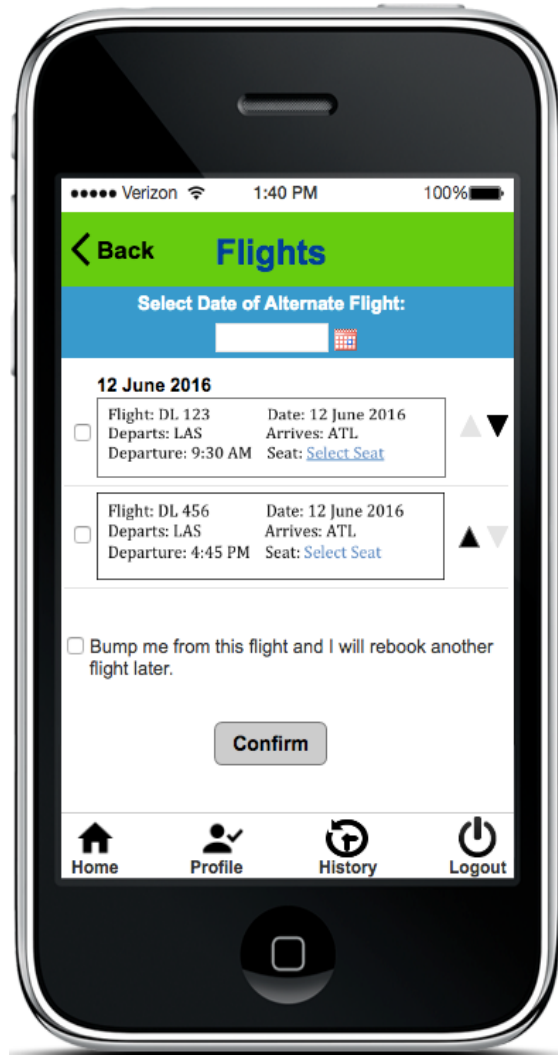 Verizon 1:40 PM 100%
Back Flights
Select Date of Alternate Flight:
12 June 2016
Flight: DL 123 Date: 12 June 2016
Departs: LAS Arrives: ATL
Departure: 9:30 AM Seat: Select Seat
Flight: DL 456 Date: 12 June 2016
Departs: LAS Arrives: ATL
Departure: 4:45 PM Seat: Select Seat
Bump me from this flight and I will rebook another
flight later.
Confirm
Home Profile History Logout